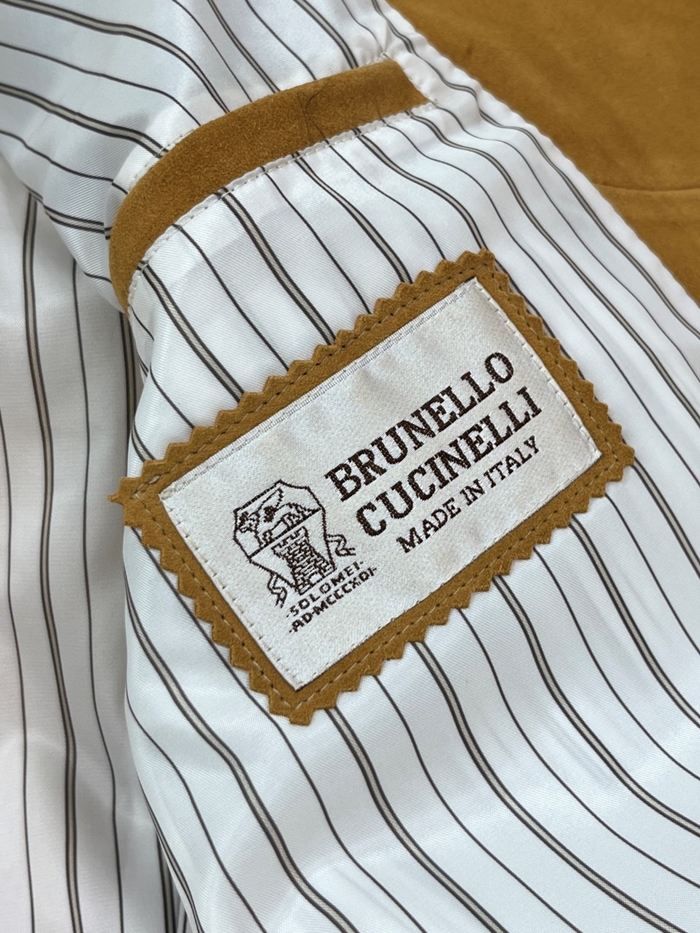 BRUNELLO
CUCINELLI
MADE IN ITALY
·SOLOMEI·
·AD·MCCCXCI·